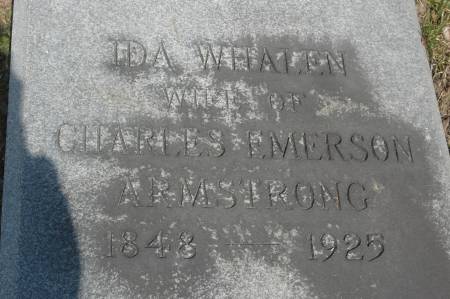 IDA WHALEN
WIFE OF
CHARLES EMERSON
ARMSTRONG
1848 — 1925